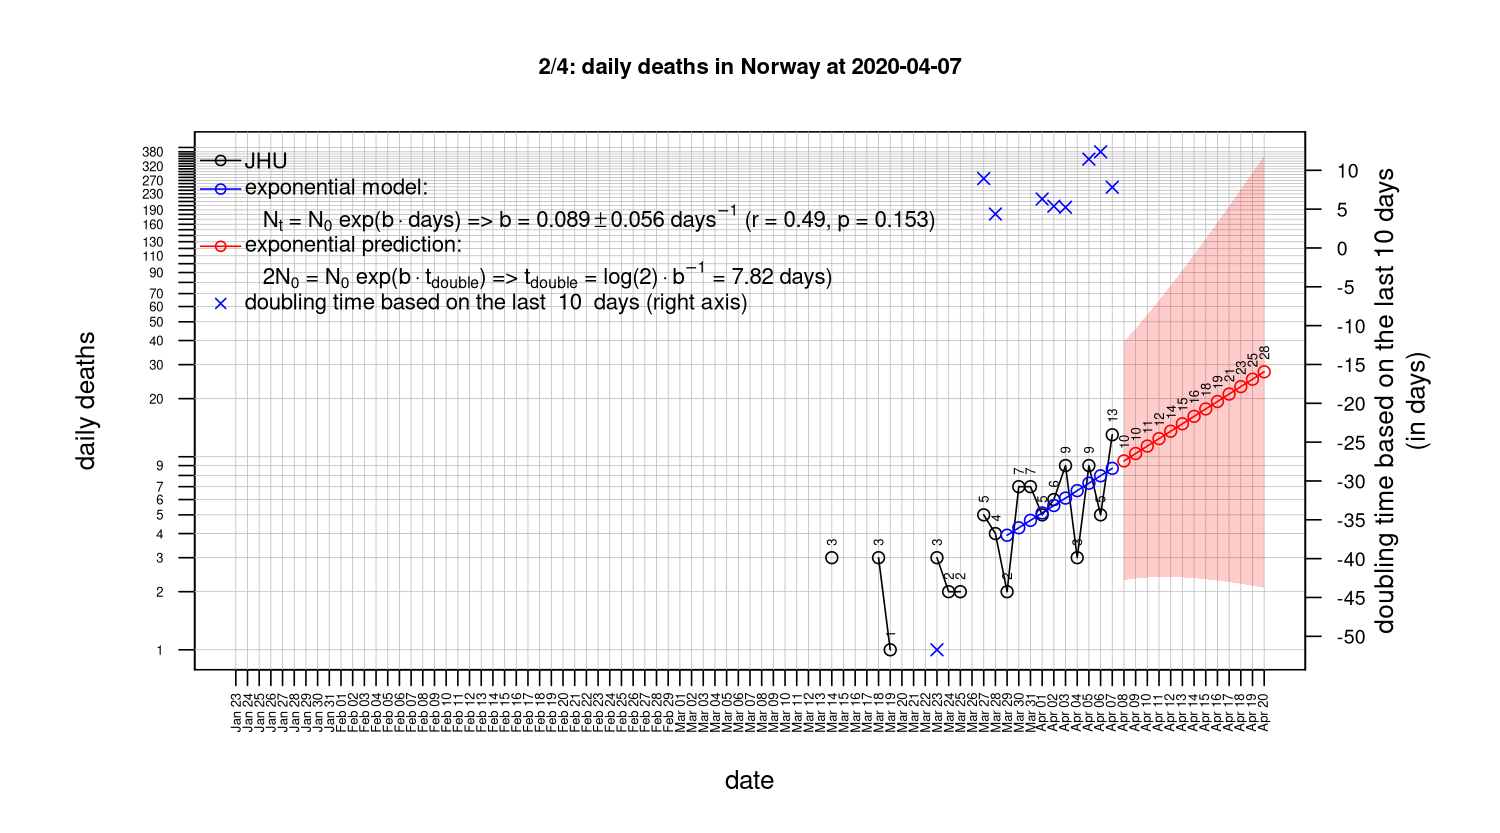 2/4: daily deaths in Norway at 2020-04-07
JHU
exponential model:
Nt = N0 exp(b · days) => b = 0.089 ± 0.056 days−1 (r = 0.49, p = 0.153)
exponential prediction:
2N0 = N0 exp(b · tdouble) => tdouble = log(2) · b−1 = 7.82 days)
doubling time based on the last 10 days (right axis)
daily deaths
380
320
270
230
190
160
130
110
90
70
60
50
40
30
20
9
7
6
5
4
3
2
1
3
3
1
3
2
2
5
4
2
7
7
5
6
9
3
9
5
13
10
10
11
12
14
15
16
18
19
21
23
25
28
10
5
0
-5
-10
-15
-20
-25
-30
-35
-40
-45
-50
doubling time based on the last 10 days
(in days)
Jan 23
Jan 24
Jan 25
Jan 26
Jan 27
Jan 28
Jan 29
Jan 30
Jan 31
Feb 01
Feb 02
Feb 03
Feb 04
Feb 05
Feb 06
Feb 07
Feb 08
Feb 09
Feb 10
Feb 11
Feb 12
Feb 13
Feb 14
Feb 15
Feb 16
Feb 17
Feb 18
Feb 19
Feb 20
Feb 21
Feb 22
Feb 23
Feb 24
Feb 25
Feb 26
Feb 27
Feb 28
Feb 29
Mar 01
Mar 02
Mar 03
Mar 04
Mar 05
Mar 06
Mar 07
Mar 08
Mar 09
Mar 10
Mar 11
Mar 12
Mar 13
Mar 14
Mar 15
Mar 16
Mar 17
Mar 18
Mar 19
Mar 20
Mar 21
Mar 22
Mar 23
Mar 24
Mar 25
Mar 26
Mar 27
Mar 28
Mar 29
Mar 30
Mar 31
Apr 01
Apr 02
Apr 03
Apr 04
Apr 05
Apr 06
Apr 07
Apr 08
Apr 09
Apr 10
Apr 11
Apr 12
Apr 13
Apr 14
Apr 15
Apr 16
Apr 17
Apr 18
Apr 19
Apr 20
date